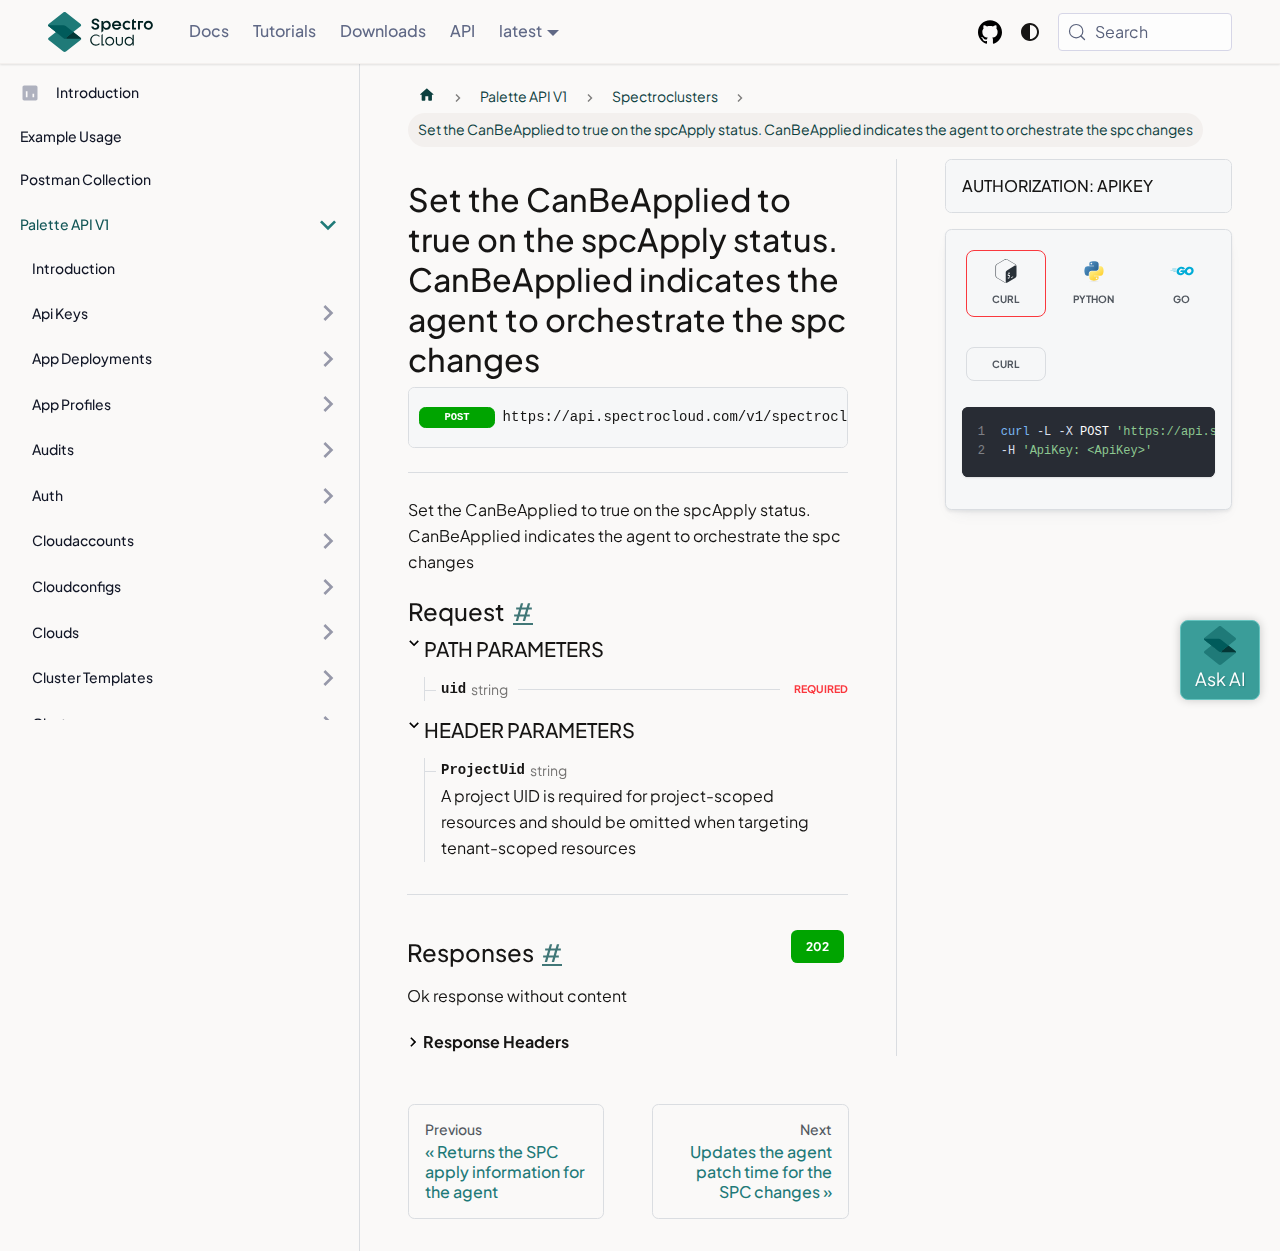 Spectro
Cloud
Docs
Tutorials
Downloads
API
latest
Search
Introduction
Example Usage
Postman Collection
Palette API V1
Introduction
Api Keys
App Deployments
App Profiles
Audits
Auth
Cloudaccounts
Cloudconfigs
Clouds
Cluster Templates
Palette API V1
Spectroclusters
Set the CanBeApplied to true on the spcApply status. CanBeApplied indicates the agent to orchestrate the spc changes
Set the CanBeApplied to
true on the spcApply status.
CanBeApplied indicates the
agent to orchestrate the spc
changes
POST https://api.spectrocloud.com/v1/spectrocl
Set the CanBeApplied to true on the spcApply status.
CanBeApplied indicates the agent to orchestrate the spc
changes
Request #
PATH PARAMETERS
uid string REQUIRED
HEADER PARAMETERS
ProjectUid string
A project UID is required for project-scoped
resources and should be omitted when targeting
tenant-scoped resources
Responses #
202
Ok response without content
Response Headers
Previous
« Returns the SPC
apply information for
the agent
Next
Updates the agent
patch time for the
SPC changes »
AUTHORIZATION: APIKEY
CURL
PYTHON
GO
CURL
1 curl -L -X POST 'https://api.s
2 -H 'ApiKey: <ApiKey>'
Ask AI